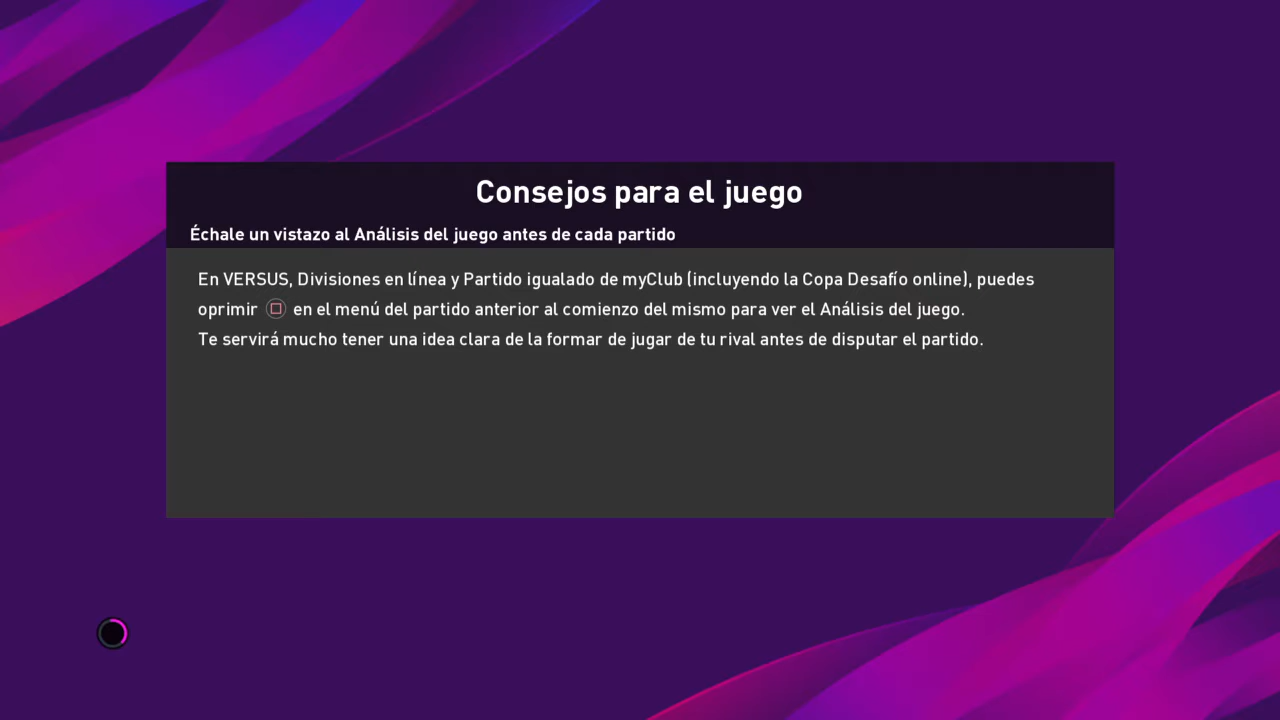 Consejos para el juego
Échale un vistazo al Análisis del juego antes de cada partido
En VERSUS, Divisiones en línea y Partido igualado de myClub (incluyendo la Copa Desafío online), puedes
oprimir en el menú del partido anterior al comienzo del mismo para ver el Análisis del juego.
Te servirá mucho tener una idea clara de la formar de jugar de tu rival antes de disputar el partido.